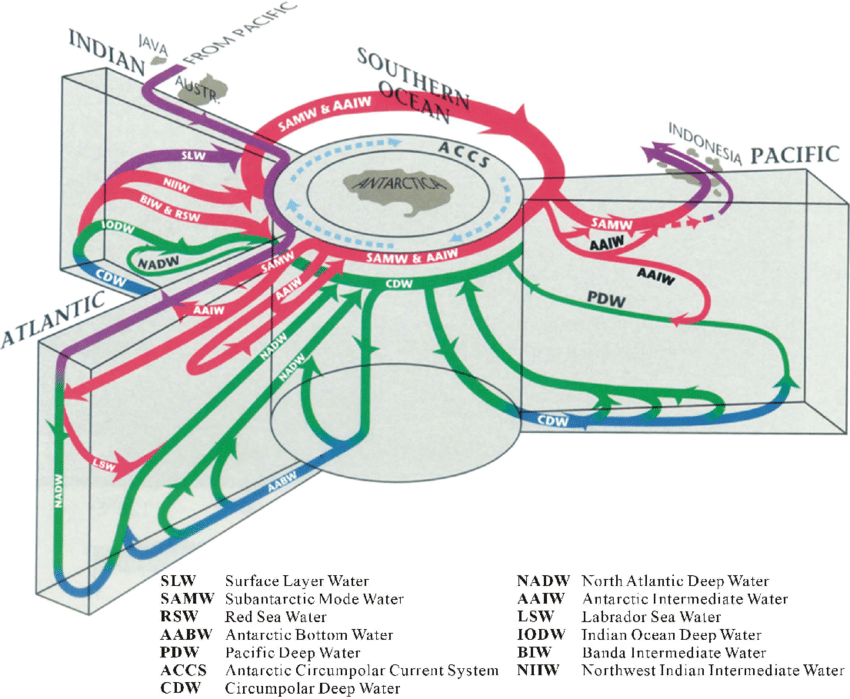 INDIAN
JAVA
FROM PACIFIC
AUSTR.
SOUTHERN
OCEAN
SAMW & AAIW
ACCS
ANTARCTICA
INDONESIA
PACIFIC
SLW
NIIW
BIW & RSW
IODW
NADW
CDW
SAMW
AAIW
AAIW
SAMW & AAIW
CDW
SAMW
AAIW
AAIW
PDW
ATLANTIC
NADW
NADW
LSW
NADW
AABW
CDW
SLW Surface Layer Water
SAMW Subantarctic Mode Water
RSW Red Sea Water
AABW Antarctic Bottom Water
PDW Pacific Deep Water
ACCS Antarctic Circumpolar Current System
CDW Circumpolar Deep Water
NADW North Atlantic Deep Water
AAIW Antarctic Intermediate Water
LSW Labrador Sea Water
IODW Indian Ocean Deep Water
BIW Banda Intermediate Water
NIIW Northwest Indian Intermediate Water